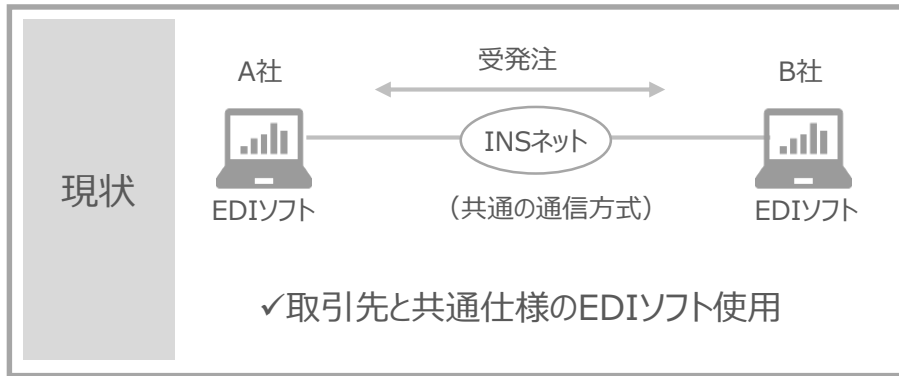 現状
受発注
A社
B社
INSネット
EDIソフト
(共通の通信方式)
EDIソフト
✓取引先と共通仕様のEDIソフト使用